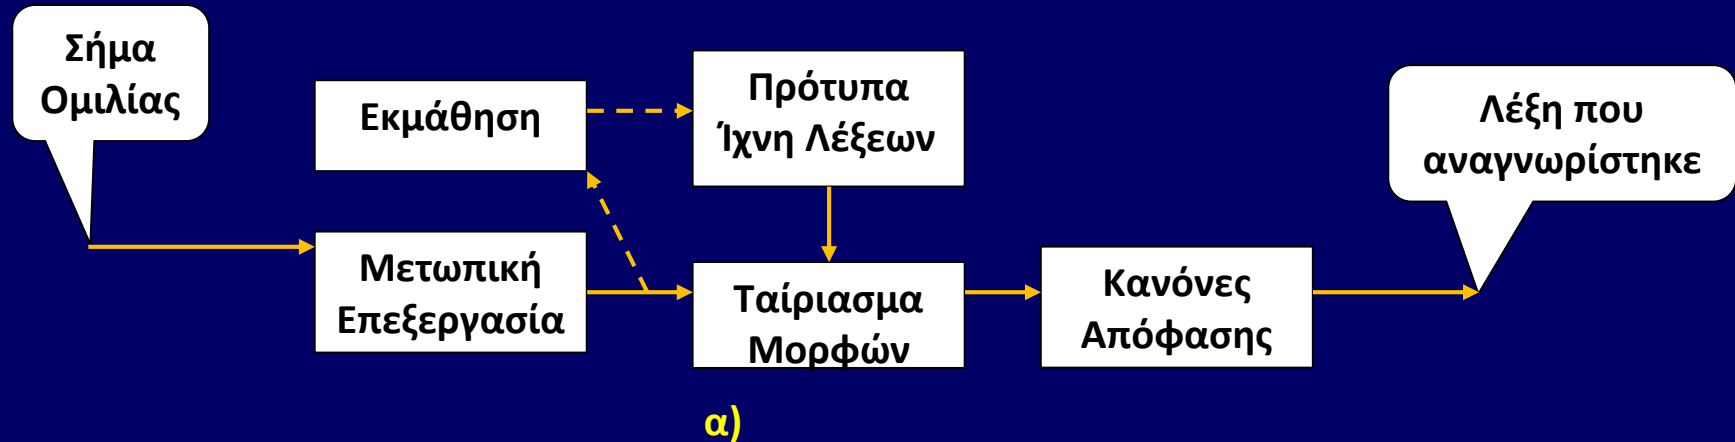 Σήμα
Ομιλίας
Εκμάθηση
Πρότυπα
Ίχνη Λέξεων
Λέξη που
αναγνωρίστηκε
Μετωπική
Επεξεργασία
Ταίριασμα
Μορφών
Κανόνες
Απόφασης
α)